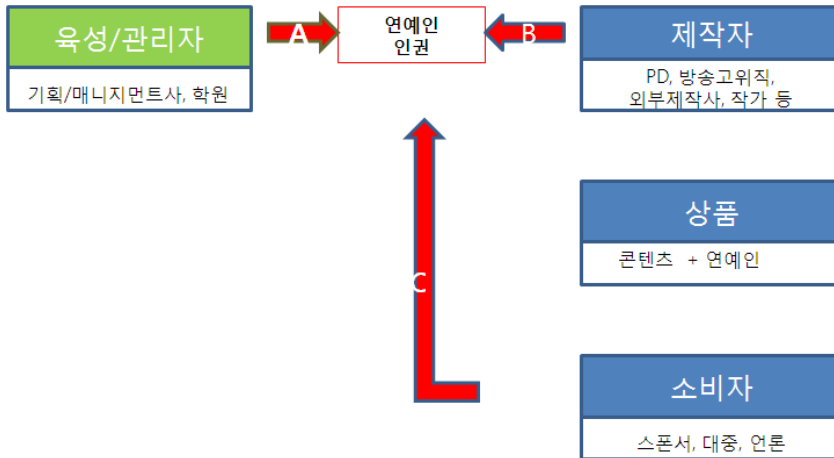 육성/관리자
기획/매니지먼트사, 학원
A
연예인
인권
B
제작자
PD, 방송고위직,
외부제작사, 작가 등
상품
콘텐츠 + 연예인
C
소비자
스폰서, 대중, 언론